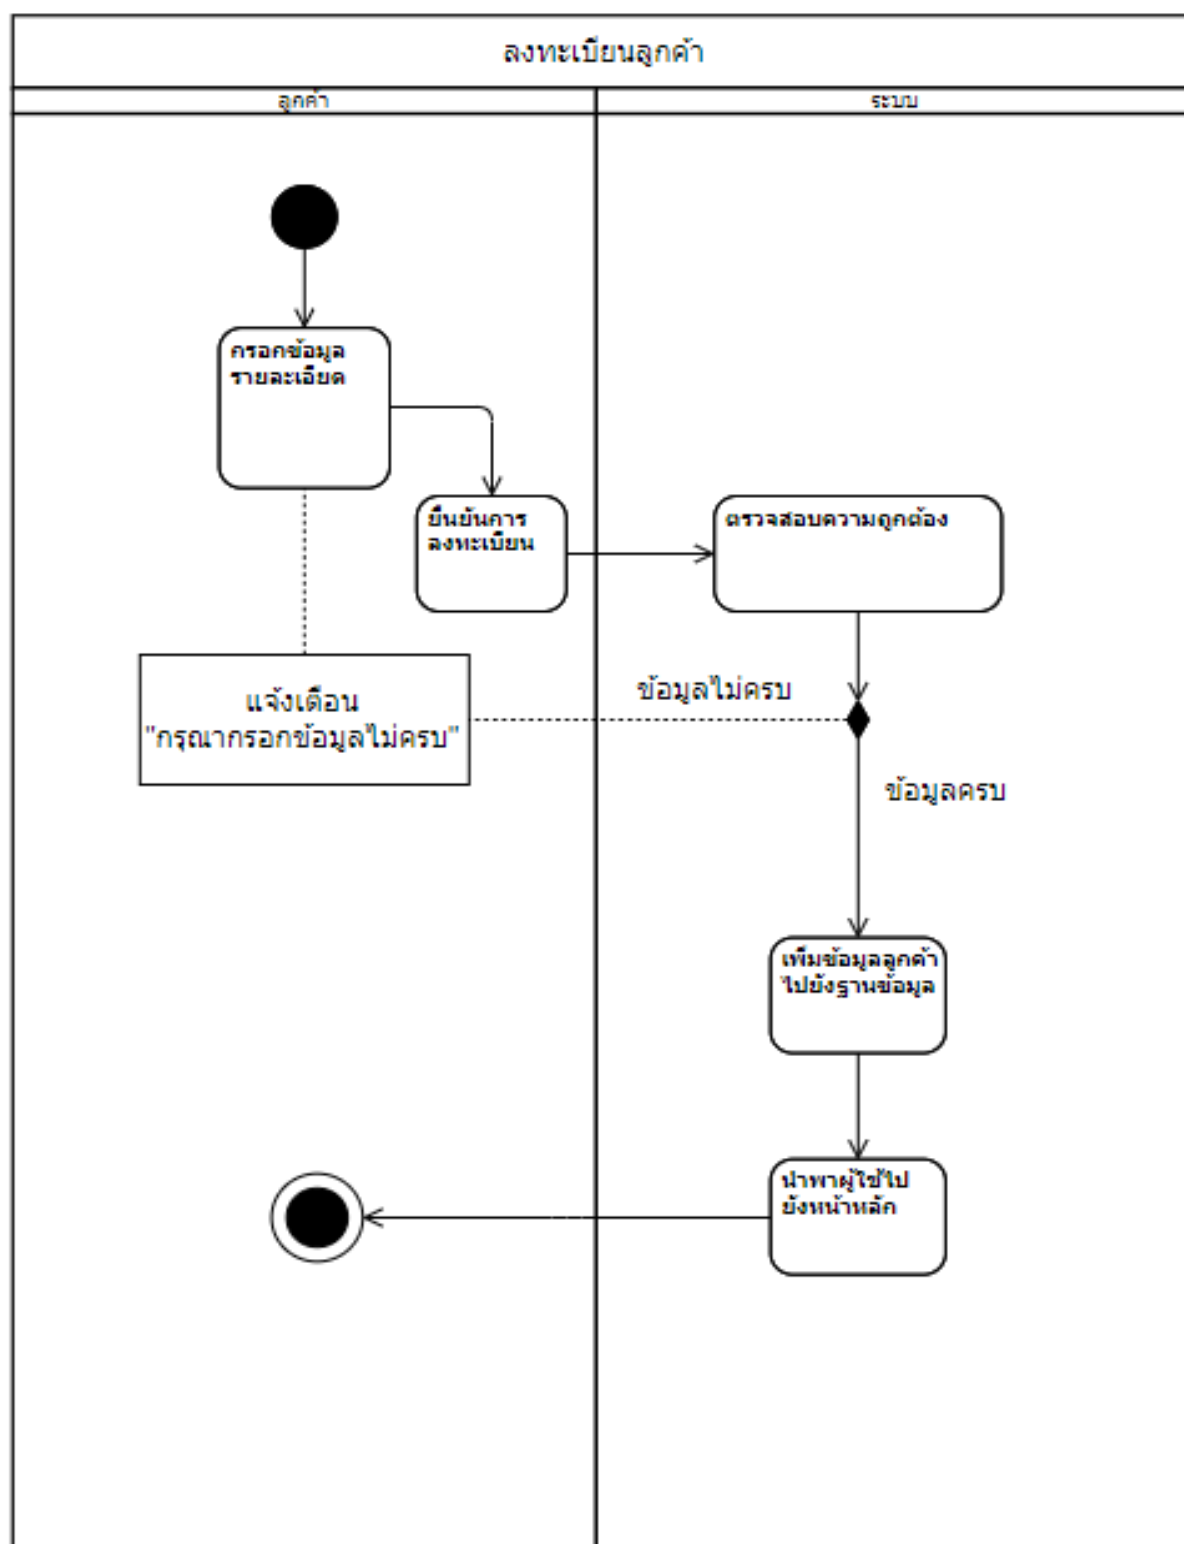 ลงทะเบียนลูกค้า
ลูกค้า
ระบบ
กรอกข้อมูล
รายละเอียด
ยืนยันการ
ลงทะเบียน
ตรวจสอบความถูกต้อง
แจ้งเตือน
"กรุณากรอกข้อมูลไม่ครบ"
ข้อมูลไม่ครบ
ข้อมูลครบ
เพิ่มข้อมูลลูกค้า
ไปยังฐานข้อมูล
นำพาผู้ใช้ไป
ยังหน้าหลัก